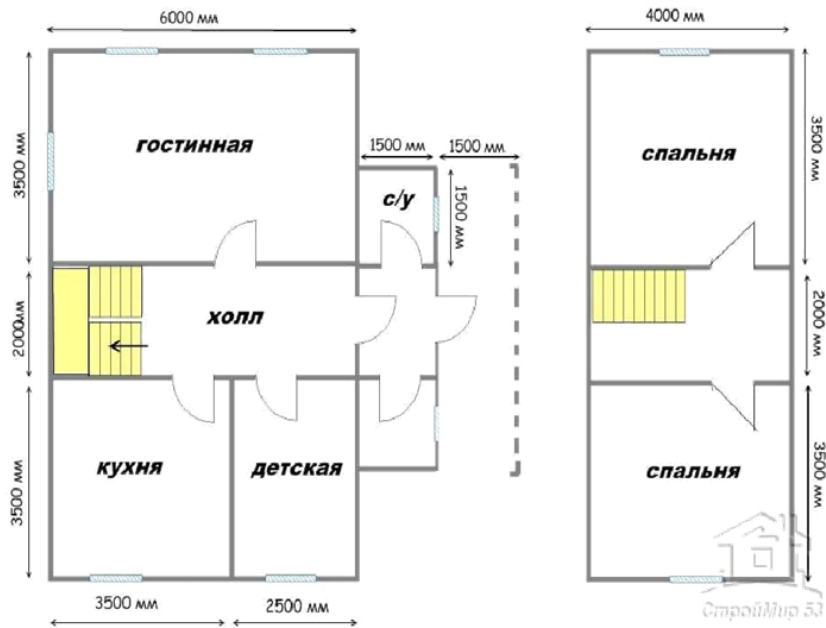 6000 мм
4000 мм
гостинная
3500 мм
1500 мм
1500 мм
с/у
1500 мм
спальня
3500 мм
холл
2000мм
2000 мм
кухня
детская
3500 мм
спальня
3500 мм
3500 мм
2500 мм
СтройМир 53